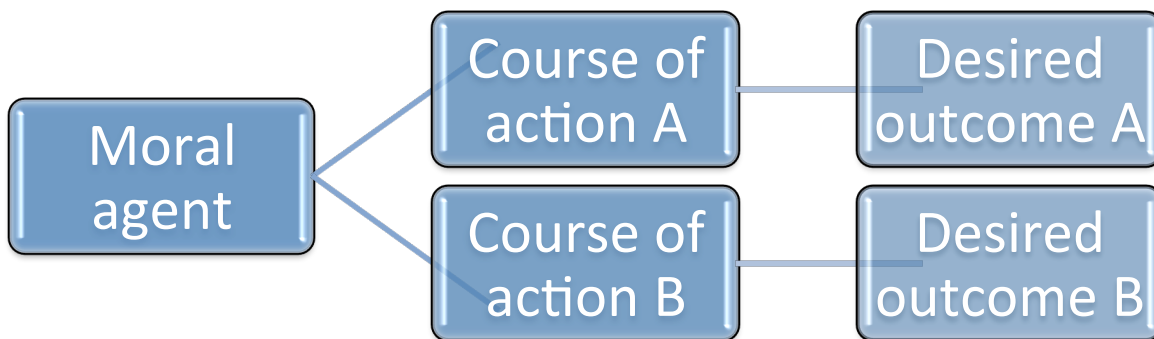 Moral
agent
Course of
action A
Desired
outcome A
Course of
action B
Desired
outcome B